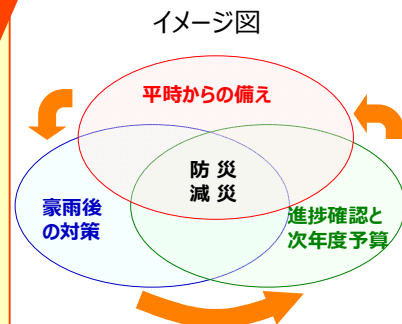 イメージ図
平時からの備え
防 災
減 災
豪雨後
の対策
進捗確認と
次年度予算